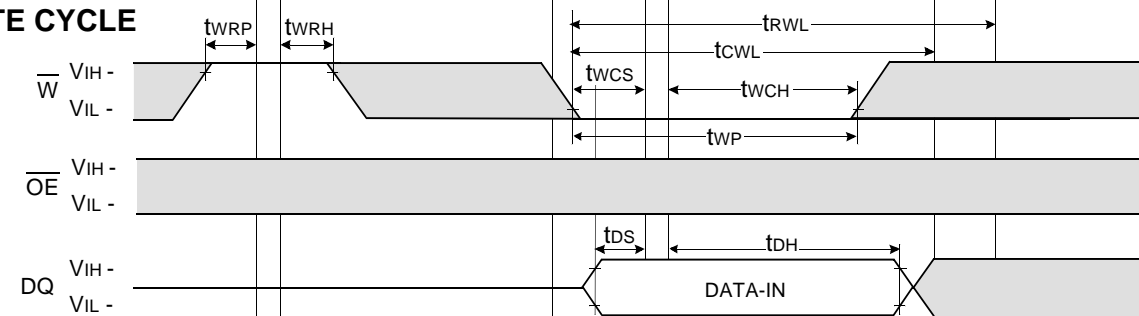 TE CYCLE
tWRP
tWRH
tRWL
tCWL
tWCS
tWCH
tWP
W
VIH -
VIL -
OE
VIH -
VIL -
tDS
tDH
DQ
VIH -
VIL -
DATA-IN